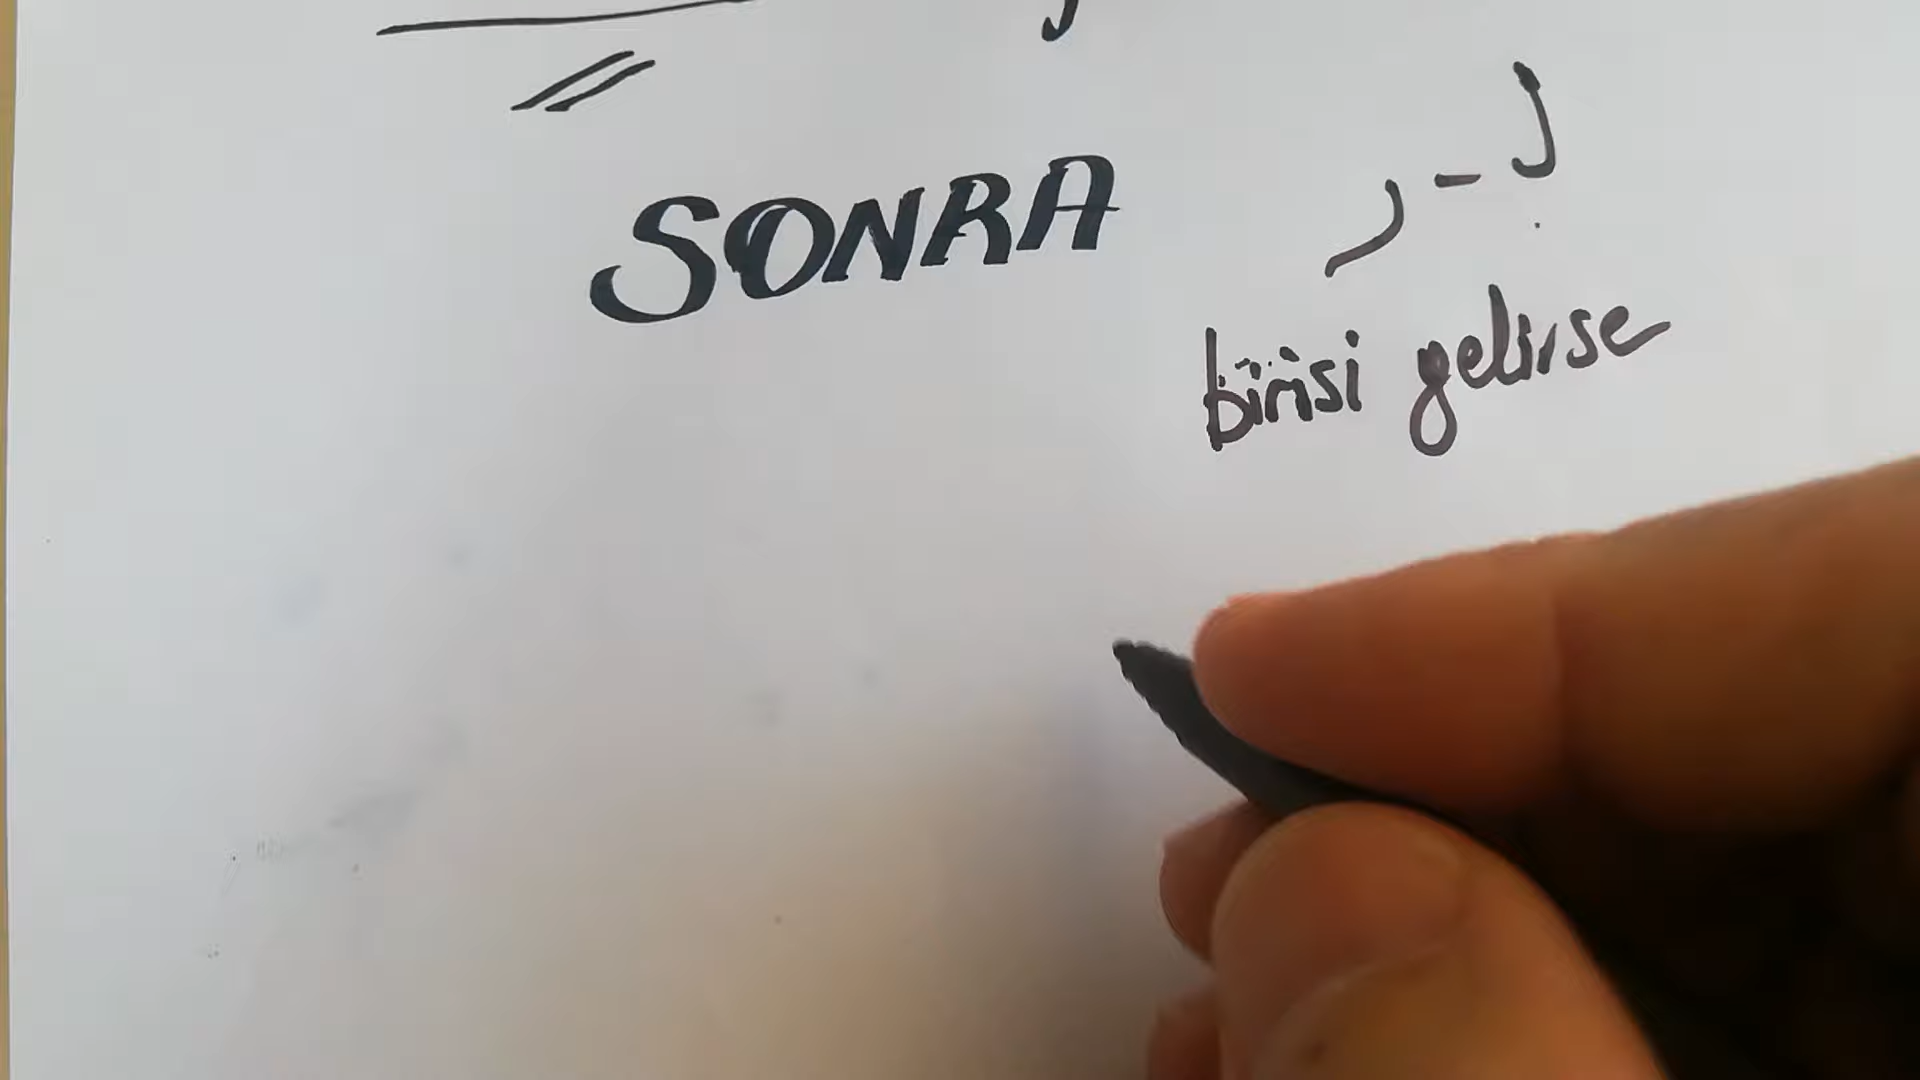 SONRA
د - ر
birisi gelirse